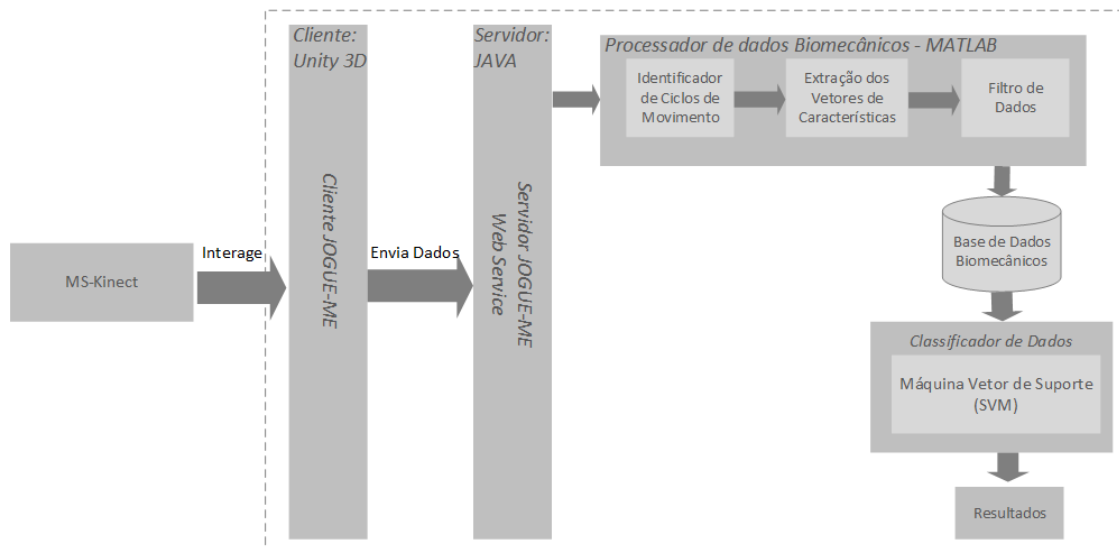 Cliente:
Unity 3D
Cliente JOGUE-ME
Servidor:
JAVA
Servidor JOGUE-ME
Web Service
MS-Kinect
Interage
Envia Dados
Processador de dados Biomecânicos - MATLAB
Identificador
de Ciclos de
Movimento
Extração dos
Vetores de
Características
Filtro de
Dados
Base de Dados
Biomecânicos
Classificador de Dados
Máquina Vetor de Suporte
(SVM)
Resultados